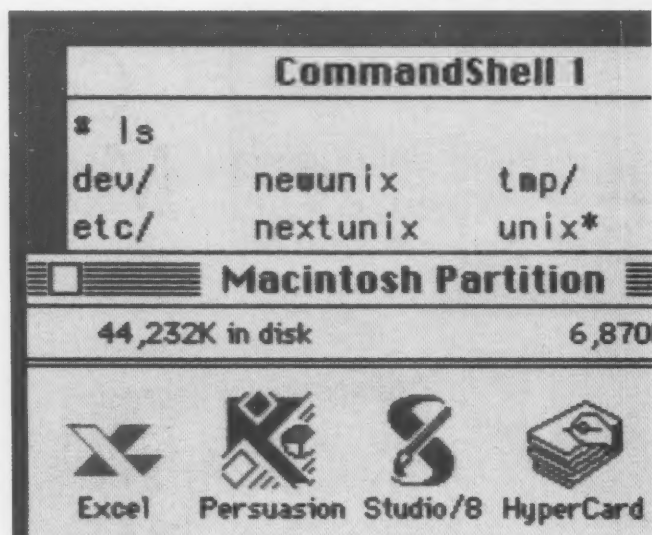 CommandShell 1
# ls
dev/ newunix tmp/
etc/ nextunix unix*
Macintosh Partition
44,232K in disk 6,870
Excel Persuasion Studio/8 HyperCard